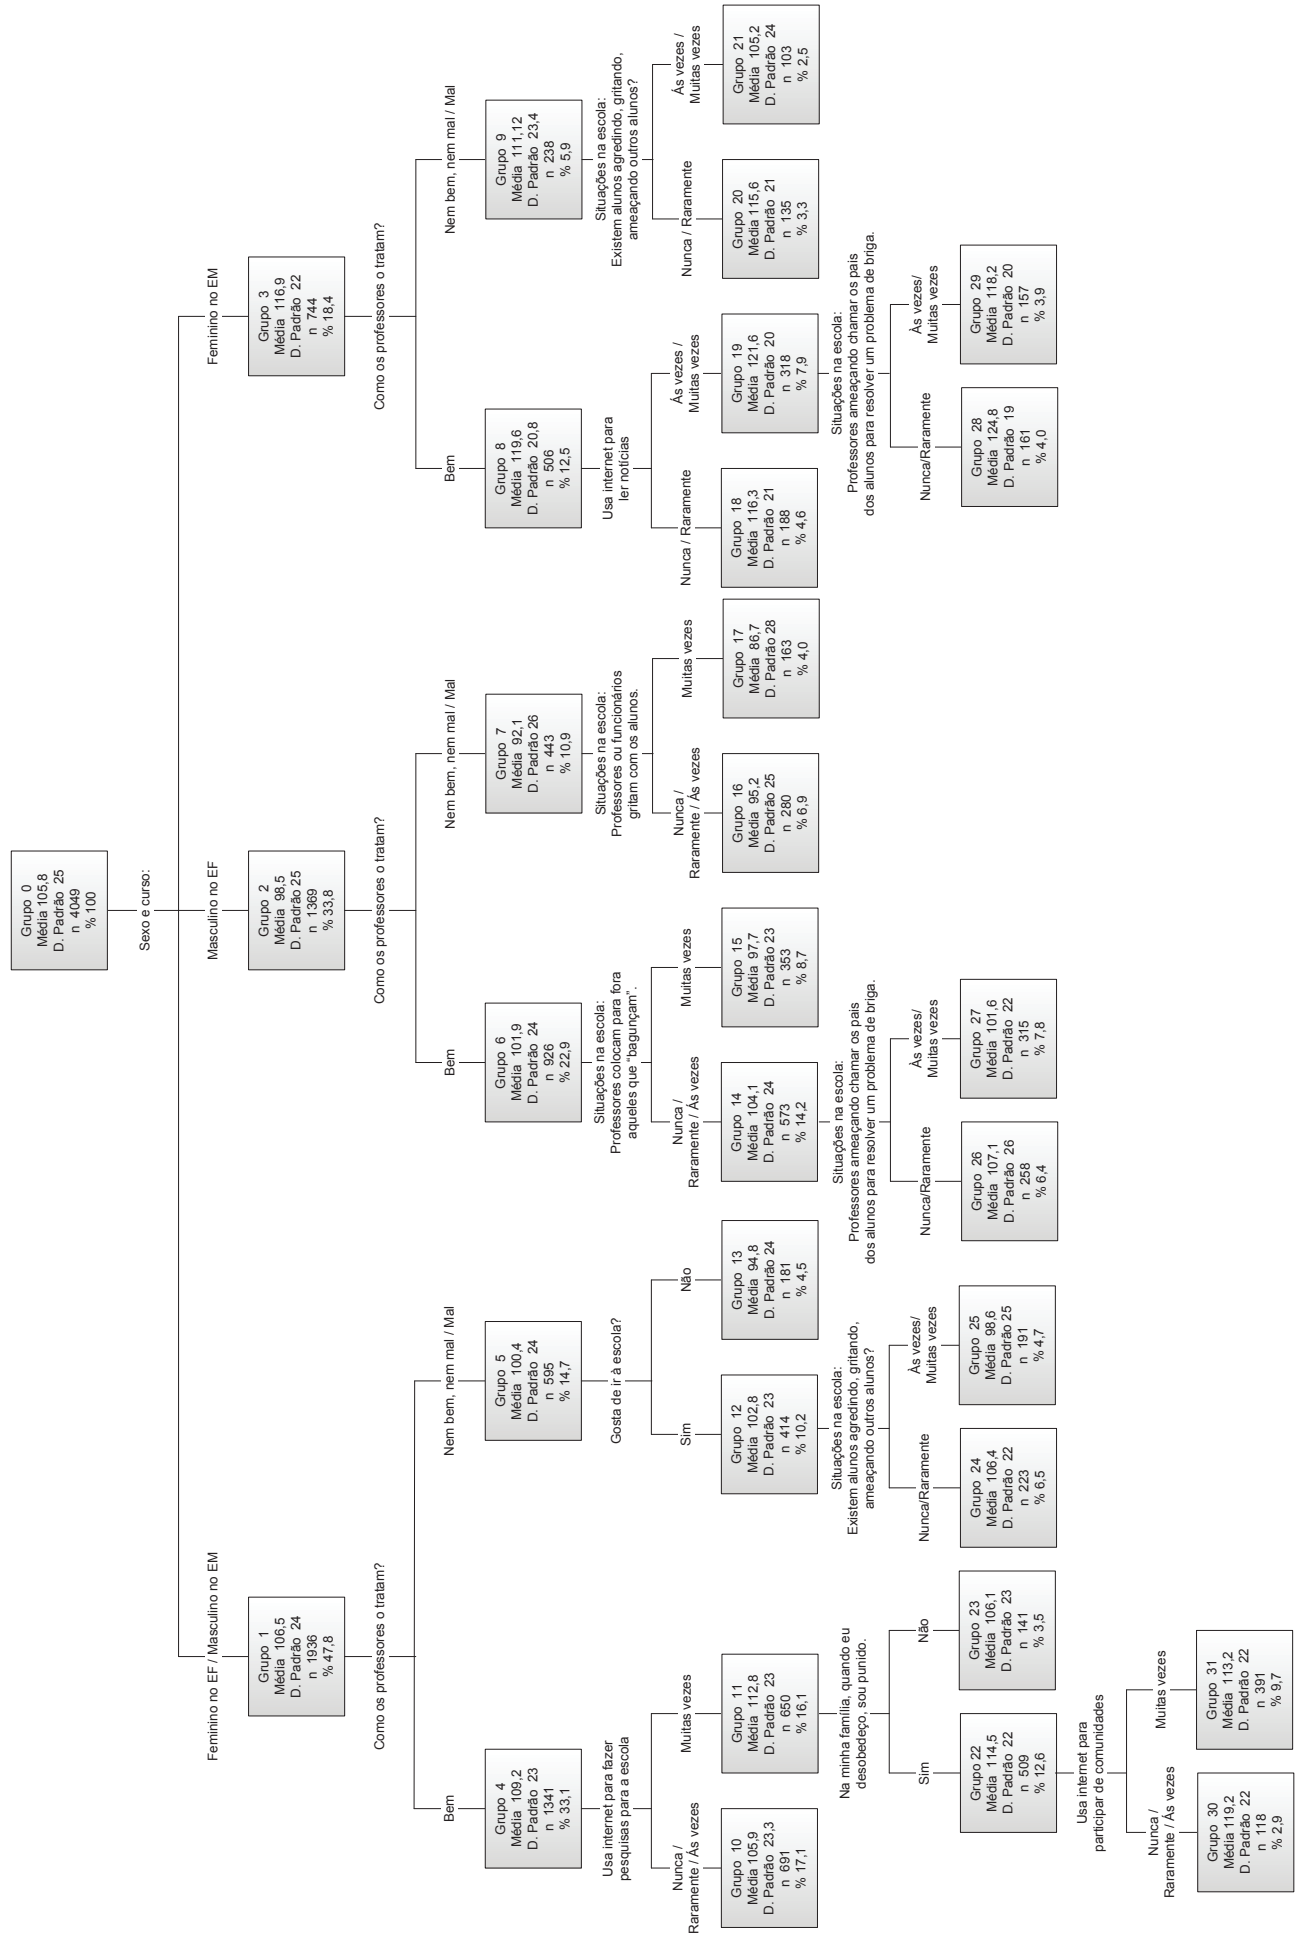 Grupo 0
Média 105,8
D. Padrão 25
n 4049
% 100
Sexo e curso:
Feminino no EF / Masculino no EM
Masculino no EF
Feminino no EM
Grupo 1
Média 106,5
D. Padrão 24
n 1936
% 47,8
Grupo 2
Média 98,5
D. Padrão 25
n 1369
% 33,8
Grupo 3
Média 116,9
D. Padrão 22
n 744
% 18,4
Como os professores o tratam?
Como os professores o tratam?
Como os professores o tratam?
Bem
Nem bem, nem mal / Mal
Bem
Nem bem, nem mal / Mal
Bem
Nem bem, nem mal / Mal
Grupo 4
Média 109,2
D. Padrão 23
n 1341
% 33,1
Grupo 5
Média 100,4
D. Padrão 24
n 595
% 14,7
Grupo 6
Média 101,9
D. Padrão 24
n 926
% 22,9
Grupo 7
Média 92,1
D. Padrão 26
n 443
% 10,9
Grupo 8
Média 119,6
D. Padrão 20,8
n 506
% 12,5
Grupo 9
Média 111,12
D. Padrão 23,4
n 238
% 5,9
Usa internet para fazer
pesquisas para a escola
Gosta de ir à escola?
Situações na escola:
Professores colocam para fora
aqueles que “bagunçam”.
Situações na escola:
Professores ou funcionários
gritam com os alunos.
Usa internet para
ler notícias
Situações na escola:
Existem alunos agredindo, gritando,
ameaçando outros alunos?
Nunca /
Raramente / Às vezes
Muitas vezes
Sim
Não
Nunca /
Raramente / Às vezes
Muitas vezes
Nunca /
Raramente / Às vezes
Muitas vezes
Nunca / Raramente
Às vezes /
Muitas vezes
Nunca / Raramente
Às vezes /
Muitas vezes
Grupo 10
Média 105,9
D. Padrão 23,3
n 691
% 17,1
Grupo 11
Média 112,8
D. Padrão 23
n 650
% 16,1
Grupo 12
Média 102,8
D. Padrão 23
n 414
% 10,2
Grupo 13
Média 94,8
D. Padrão 24
n 181
% 4,5
Grupo 14
Média 104,1
D. Padrão 24
n 573
% 14,2
Grupo 15
Média 97,7
D. Padrão 23
n 353
% 8,7
Grupo 16
Média 95,2
D. Padrão 25
n 280
% 6,9
Grupo 17
Média 86,7
D. Padrão 28
n 163
% 4,0
Grupo 18
Média 116,3
D. Padrão 21
n 188
% 4,6
Grupo 19
Média 121,6
D. Padrão 20
n 318
% 7,9
Grupo 20
Média 115,6
D. Padrão 21
n 135
% 3,3
Grupo 21
Média 105,2
D. Padrão 24
n 103
% 2,5
Na minha família, quando eu
desobedeço, sou punido.
Situações na escola:
Existem alunos agredindo, gritando,
ameaçando outros alunos?
Situações na escola:
Professores ameaçando chamar os pais
dos alunos para resolver um problema de briga.
Situações na escola:
Professores ameaçando chamar os pais
dos alunos para resolver um problema de briga.
Sim
Não
Nunca/Raramente
Às vezes/
Muitas vezes
Nunca/Raramente
Às vezes/
Muitas vezes
Nunca/Raramente
Às vezes/
Muitas vezes
Grupo 22
Média 114,5
D. Padrão 22
n 509
% 12,6
Grupo 23
Média 106,1
D. Padrão 23
n 141
% 3,5
Grupo 24
Média 106,4
D. Padrão 22
n 223
% 6,5
Grupo 25
Média 98,6
D. Padrão 25
n 191
% 4,7
Grupo 26
Média 107,1
D. Padrão 26
n 258
% 6,4
Grupo 27
Média 101,6
D. Padrão 22
n 315
% 7,8
Grupo 28
Média 124,8
D. Padrão 19
n 161
% 4,0
Grupo 29
Média 118,2
D. Padrão 20
n 157
% 3,9
Usa internet para
participar de comunidades
Nunca /
Raramente / Às vezes
Muitas vezes
Grupo 30
Média 119,2
D. Padrão 22
n 118
% 2,9
Grupo 31
Média 113,2
D. Padrão 22
n 391
% 9,7